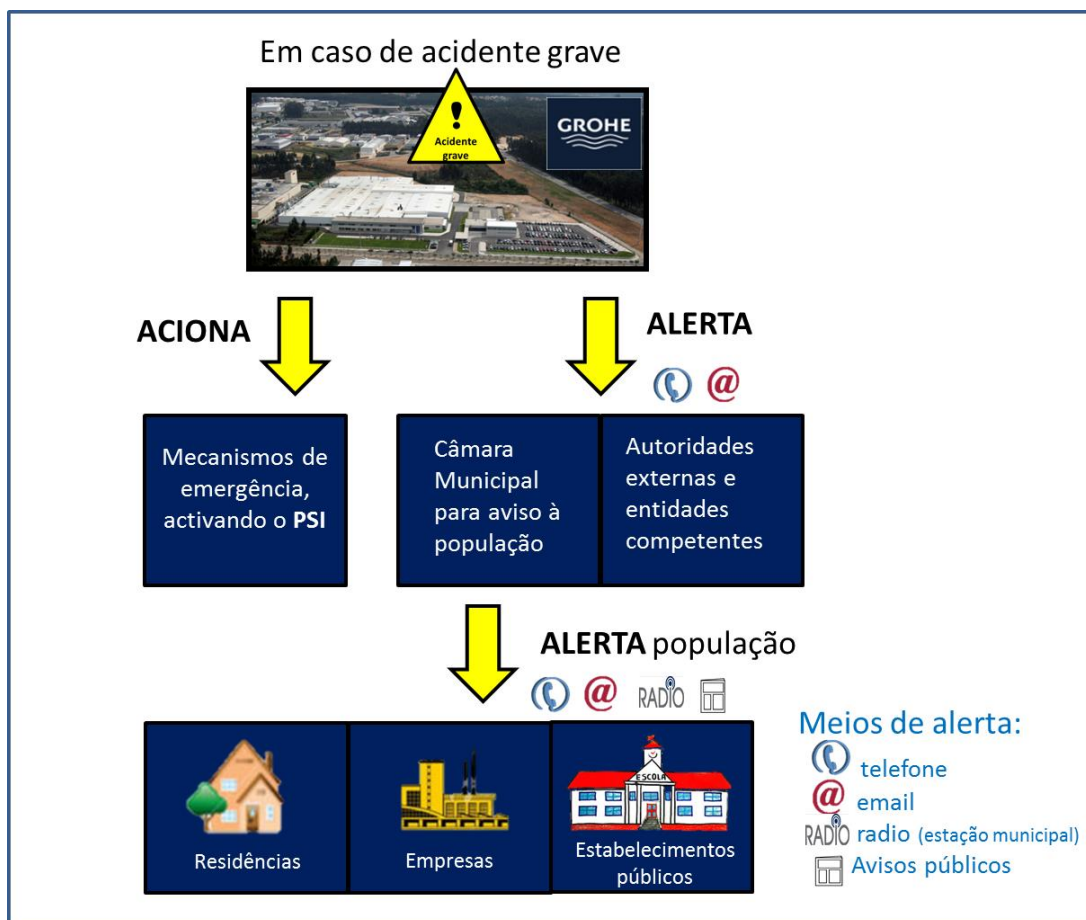 Em caso de acidente grave
!
Acidente
grave
GROHE
ACIONA
ALERTA
@
Mecanismos de
emergência,
activando o PSI
Câmara
Municipal
para aviso à
população
Autoridades
externas e
entidades
competentes
ALERTA população
@
RADIO
ESCOLA
Residências
Empresas
Estabelecimentos
públicos
Meios de alerta:
telefone
@ email
RADIO radio (estação municipal)
Avisos públicos